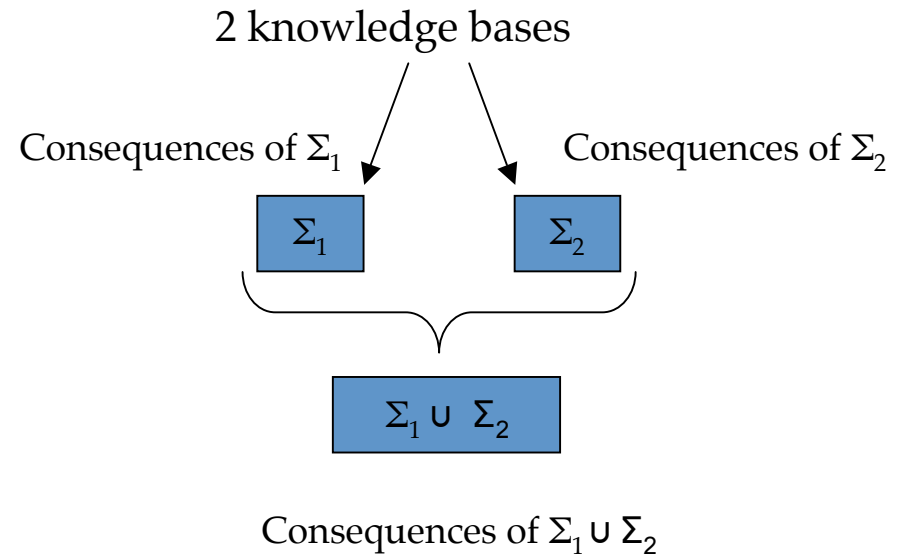 2 knowledge bases
Consequences of Σ₁
Consequences of Σ₂
Σ₁
Σ₂
Σ₁ ∪ Σ₂
Consequences of Σ₁ ∪ Σ₂